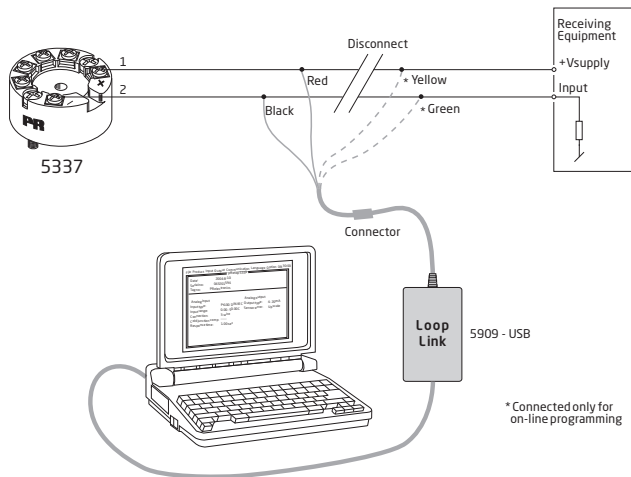 Receiving
Equipment
Disconnect
1
+Vsupply
Red
* Yellow
2
Input
Black
* Green
PR
5337
Connector
Loop
Link
5909 - USB
* Connected only for
on-line programming